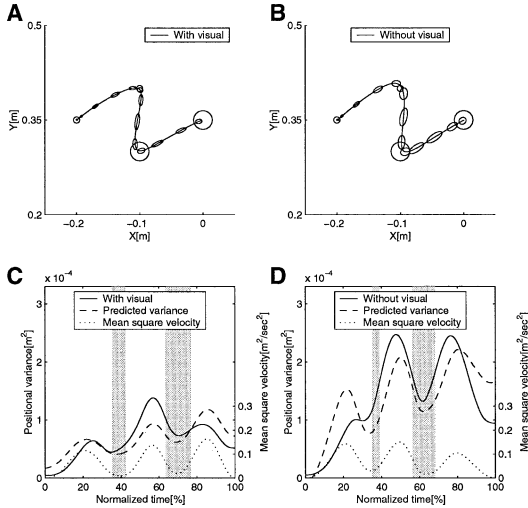 A
B
0.5
With visual
0.35
Y[m]
0.2
−0.2
−0.1
0
X[m]
0.5
Without visual
0.35
Y[m]
0.2
−0.2
−0.1
0
X[m]
C
D
x 10⁻⁴
With visual
Predicted variance
Mean square velocity
3
2
1
0
Positional variance[m²]
0.3
0.2
0.1
0
Mean square velocity[m²/sec²]
0
20
40
60
80
100
Normalized time[%]
x 10⁻⁴
Without visual
Predicted variance
Mean square velocity
3
2
1
0
Positional variance[m²]
0.3
0.2
0.1
0
Mean square velocity[m²/sec²]
0
20
40
60
80
100
Normalized time[%]